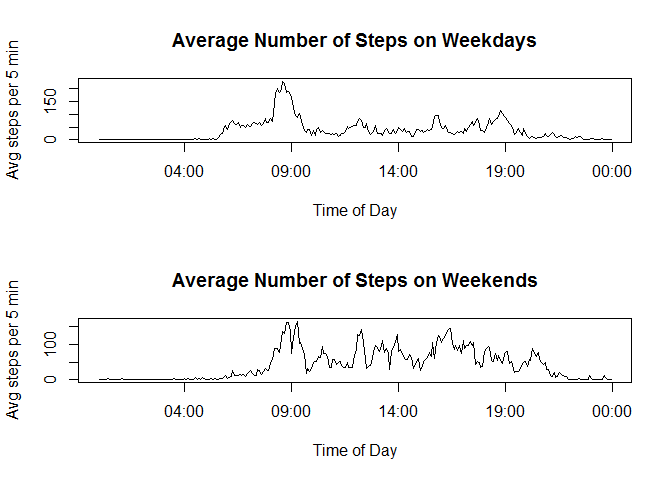 Average Number of Steps on Weekdays
Avg steps per 5 min
150
0
04:00 09:00 14:00 19:00 00:00
Time of Day
Average Number of Steps on Weekends
Avg steps per 5 min
100
0
04:00 09:00 14:00 19:00 00:00
Time of Day